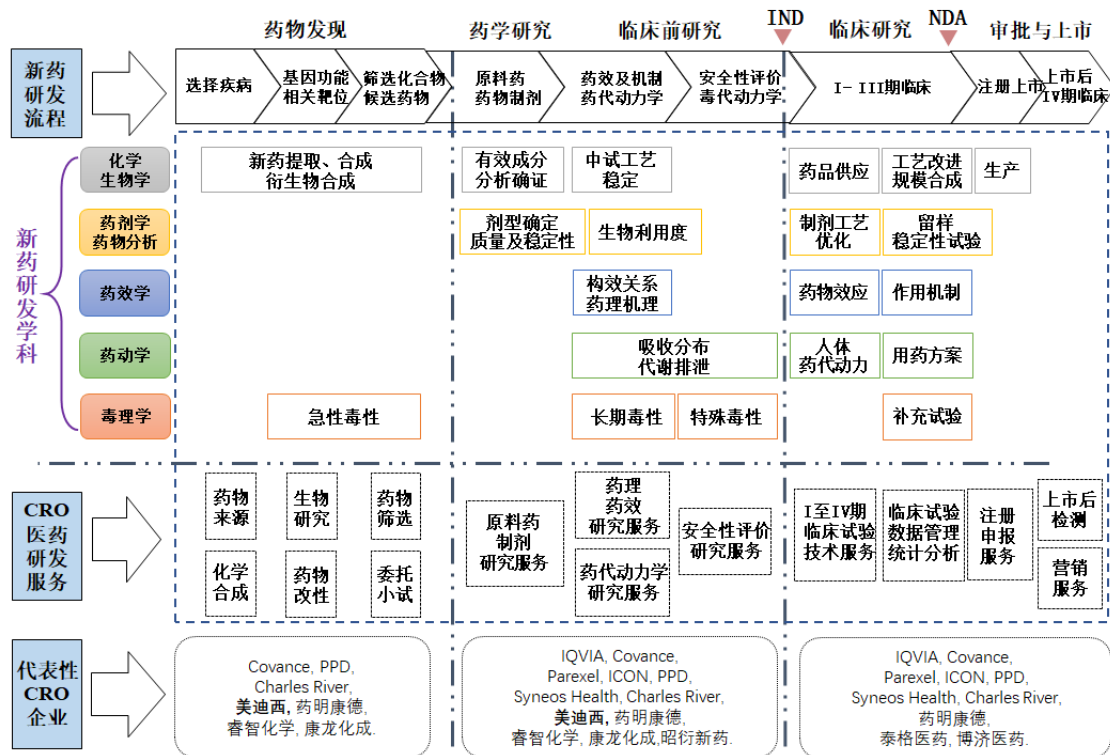 药物发现
药学研究
临床前研究
IND
临床研究
NDA
审批与上市
新药
研发
流程
选择疾病
基因功能
相关靶位
筛选化合物
候选药物
原料药
药物制剂
药效及机制
药代动力学
安全性评价
毒代动力学
I- III期临床
注册上市
上市后
IV期临床
新药研发学科
化学
生物学
新药提取、合成
衍生物合成
有效成分
分析确证
中试工艺
稳定
药品供应
工艺改进
规模合成
生产
药剂学
药物分析
剂型确定
质量及稳定性
生物利用度
制剂工艺
优化
留样
稳定性试验
药效学
构效关系
药理机理
药物效应
作用机制
药动学
吸收分布
代谢排泄
人体
药代动力
用药方案
毒理学
急性毒性
长期毒性
特殊毒性
补充试验
CRO
医药
研发
服务
药物
来源
生物
研究
药物
筛选
化学
合成
药物
改性
委托
小试
原料药
制剂
研究服务
药理
药效
研究服务
药代动力学
研究服务
安全性评价
研究服务
I至IV期
临床试验
技术服务
临床试验
数据管理
统计分析
注册
申报
服务
上市后
检测
营销
服务
代表性
CRO
企业
Covance, PPD,
Charles River,
美迪西, 药明康德,
睿智化学, 康龙化成.
IQVIA, Covance,
Parexel, ICON, PPD,
Syneos Health, Charles River,
美迪西, 药明康德,
睿智化学, 康龙化成,昭衍新药.
IQVIA, Covance,
Parexel, ICON, PPD,
Syneos Health, Charles River,
药明康德,
泰格医药, 博济医药.